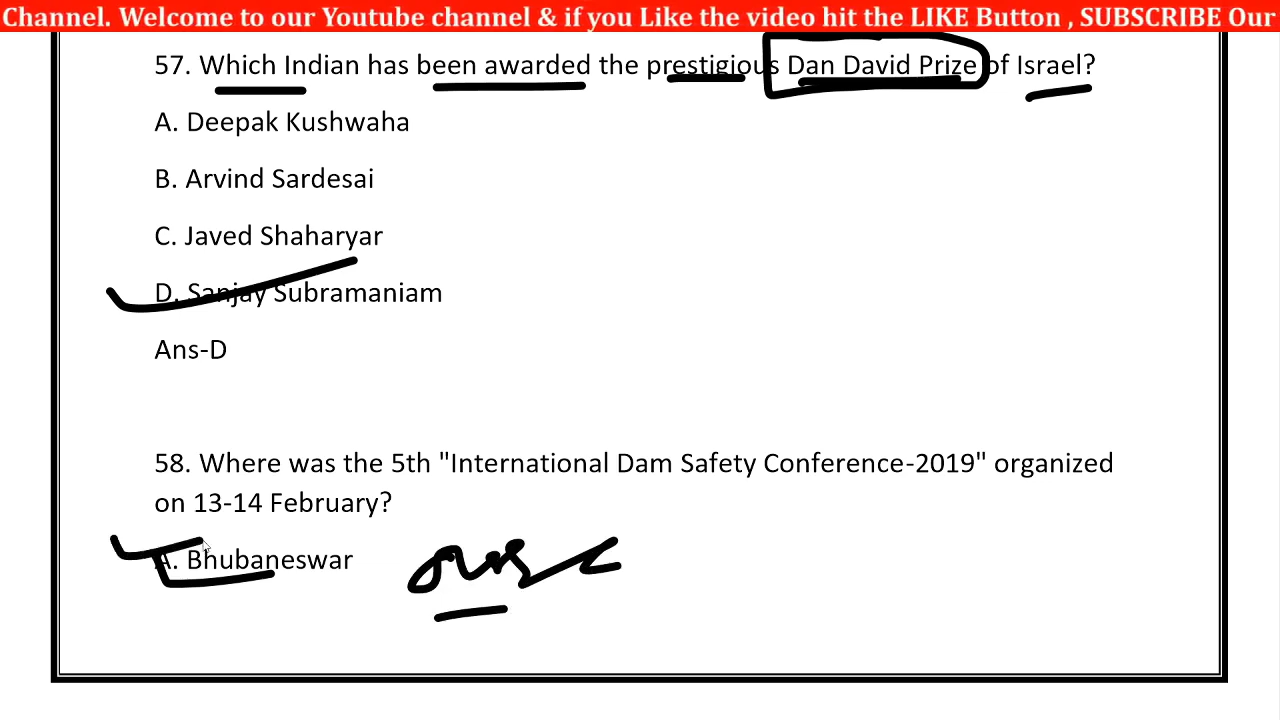 Channel. Welcome to our Youtube channel & if you Like the video hit the LIKE Button , SUBSCRIBE Our
57. Which Indian has been awarded the prestigious Dan David Prize of Israel?
A. Deepak Kushwaha
B. Arvind Sardesai
C. Javed Shaharyar
D. Sanjay Subramaniam
Ans-D
58. Where was the 5th "International Dam Safety Conference-2019" organized
on 13-14 February?
A. Bhubaneswar